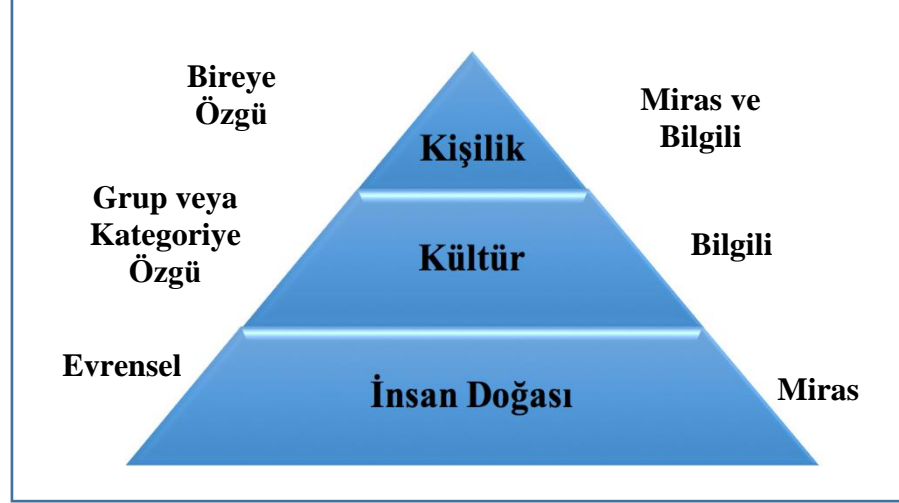 Bireye
Özgü
Kişilik
Miras ve
Bilgili
Grup veya
Kategoriye
Özgü
Kültür
Bilgili
Evrensel
İnsan Doğası
Miras